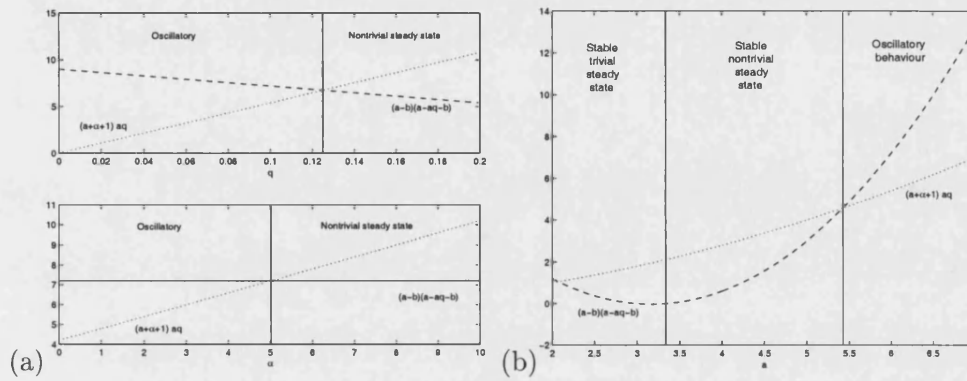 15
10
5
0
Oscillatory
Nontrivial steady state
(a+α+1) aq
(a−b)(a−aq−b)
0 0.02 0.04 0.06 0.08 0.1 0.12 0.14 0.16 0.18 0.2
q
11
10
9
8
7
6
5
4
Oscillatory
Nontrivial steady state
(a−b)(a−aq−b)
(a+α+1) aq
0 1 2 3 4 5 6 7 8 9 10
α
(a)
14
12
10
8
6
4
2
0
−2
Stable
trivial
steady
state
Stable
nontrivial
steady
state
Oscillatory
behaviour
(a+α+1) aq
(a−b)(a−aq−b)
2 2.5 3 3.5 4 4.5 5 5.5 6 6.5
a
(b)